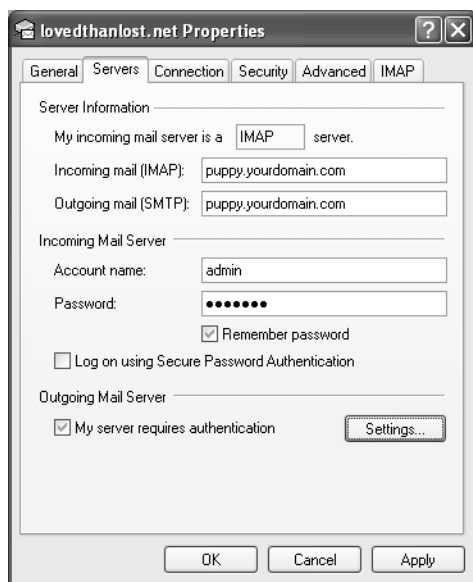 lovedthanlost.net Properties
General Servers Connection Security Advanced IMAP
Server Information
My incoming mail server is a IMAP server.
Incoming mail (IMAP): puppy.yourdomain.com
Outgoing mail (SMTP): puppy.yourdomain.com
Incoming Mail Server
Account name: admin
Password: •••••••
Remember password
Log on using Secure Password Authentication
Outgoing Mail Server
My server requires authentication Settings...
OK Cancel Apply